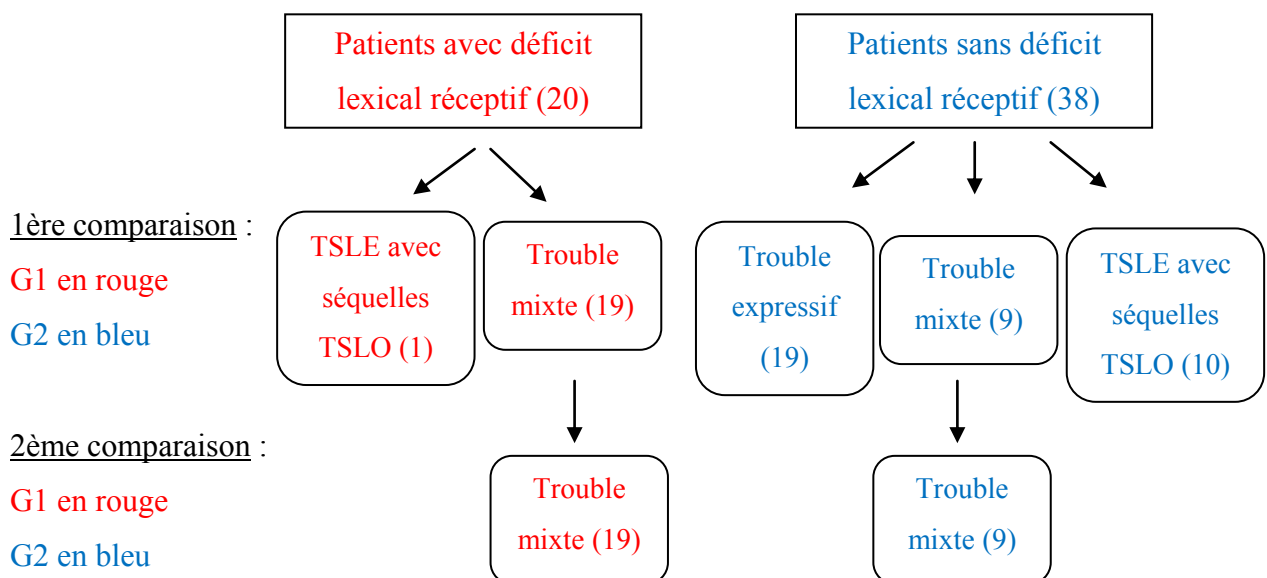 Patients avec déficit
lexical réceptif (20)
Patients sans déficit
lexical réceptif (38)
1ère comparaison :
G1 en rouge
G2 en bleu
TSLE avec
séquelles
TSLO (1)
Trouble
mixte (19)
Trouble
expressif
(19)
Trouble
mixte (9)
TSLE avec
séquelles
TSLO (10)
2ème comparaison :
G1 en rouge
G2 en bleu
Trouble
mixte (19)
Trouble
mixte (9)